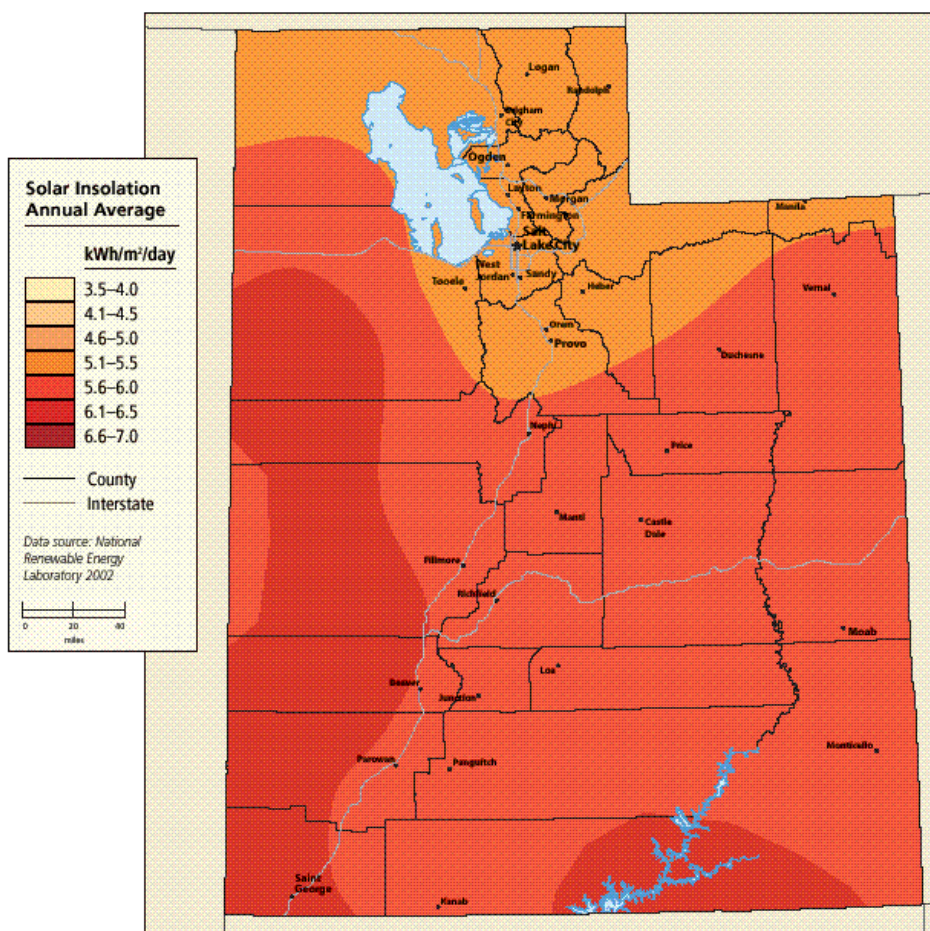 Solar Insolation
Annual Average
kWh/m²/day
3.5–4.0
4.1–4.5
4.6–5.0
5.1–5.5
5.6–6.0
6.1–6.5
6.6–7.0
County
Interstate
Data source: National
Renewable Energy
Laboratory 2002
0 20 40
miles
Logan
Randolph
Brigham
City
Ogden
Layton
Morgan
Farmington
Salt
Lake City
Manila
West
Jordan
Sandy
Tooele
Heber
Vernal
Orem
Provo
Duchesne
Nephi
Price
Manti
Castle
Dale
Fillmore
Richfield
Moab
Loa
Beaver
Junction
Monticello
Parowan
Panguitch
Saint
George
Kanab